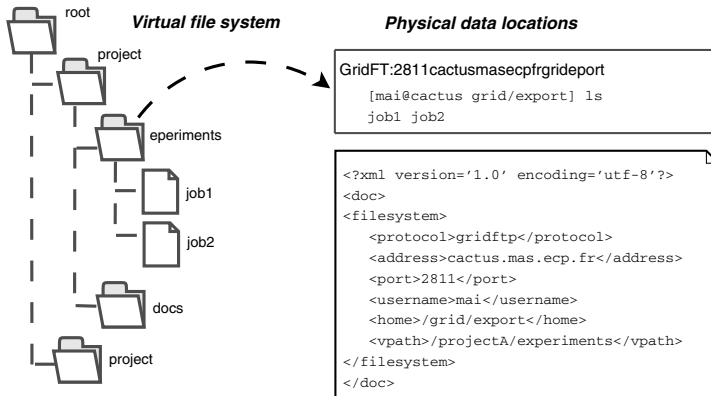 Virtual file system
Physical data locations
root
project
eperiments
job1
job2
docs
project
GridFT:2811cactusmasecpfrgrideport
[mai@cactus grid/export] ls
job1 job2
<?xml version='1.0' encoding='utf-8'?>
<doc>
<filesystem>
<protocol>gridftp</protocol>
<address>cactus.mas.ecp.fr</address>
<port>2811</port>
<username>mai</username>
<home>/grid/export</home>
<vpath>/projectA/experiments</vpath>
</filesystem>
</doc>